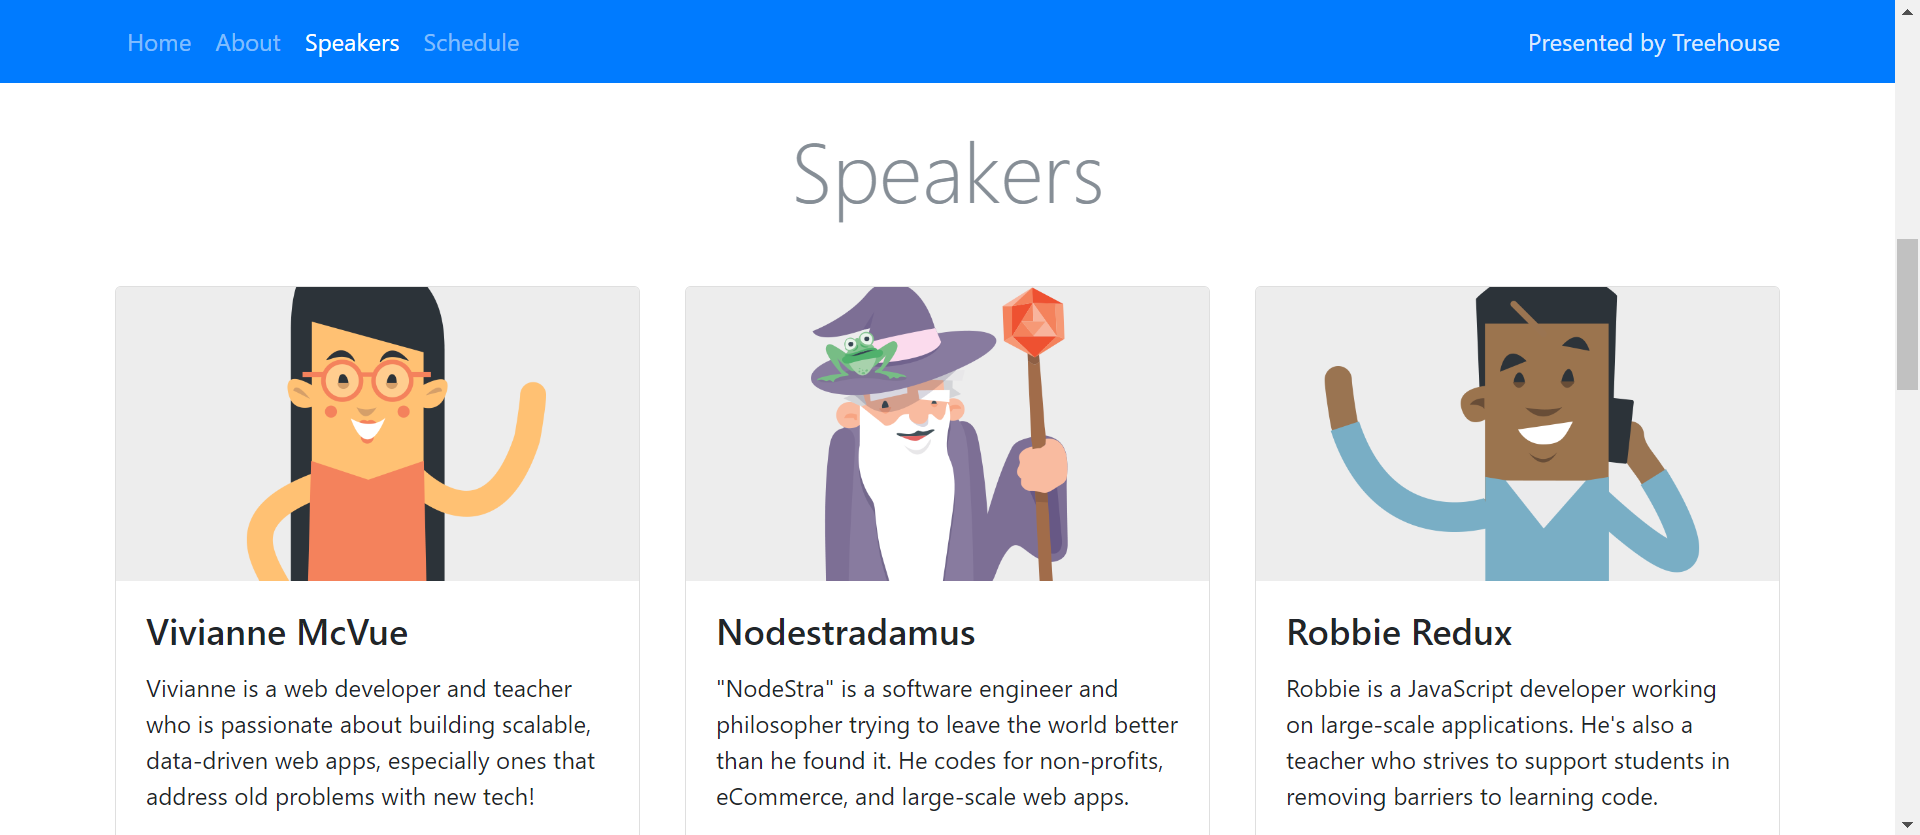 Home About Speakers Schedule Presented by Treehouse
Speakers
Vivianne McVue
Vivianne is a web developer and teacher
who is passionate about building scalable,
data-driven web apps, especially ones that
address old problems with new tech!
Nodestradamus
"NodeStra" is a software engineer and
philosopher trying to leave the world better
than he found it. He codes for non-profits,
eCommerce, and large-scale web apps.
Robbie Redux
Robbie is a JavaScript developer working
on large-scale applications. He's also a
teacher who strives to support students in
removing barriers to learning code.